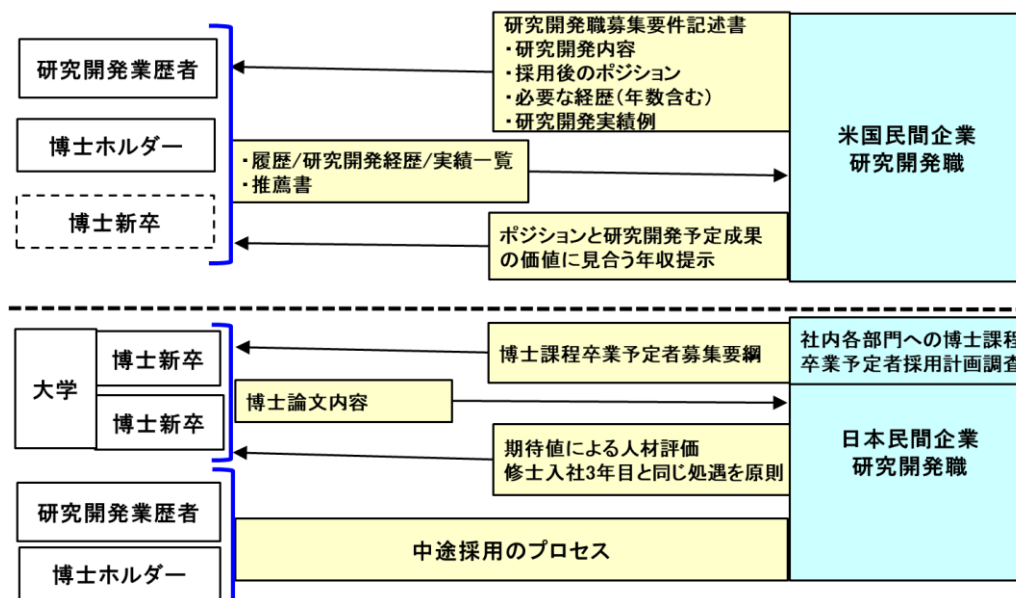 研究開発職募集要件記述書
・研究開発内容
・採用後のポジション
・必要な経歴(年数含む)
・研究開発実績例
研究開発業歴者
博士ホルダー
博士新卒
・履歴/研究開発経歴/実績一覧
・推薦書
米国民間企業
研究開発職
ポジションと研究開発予定成果
の価値に見合う年収提示
大学
博士新卒
博士新卒
博士課程卒業予定者募集要綱
社内各部門への博士課程
卒業予定者採用計画調査
博士論文内容
期待値による人材評価
修士入社3年目と同じ処遇を原則
日本民間企業
研究開発職
研究開発業歴者
博士ホルダー
中途採用のプロセス